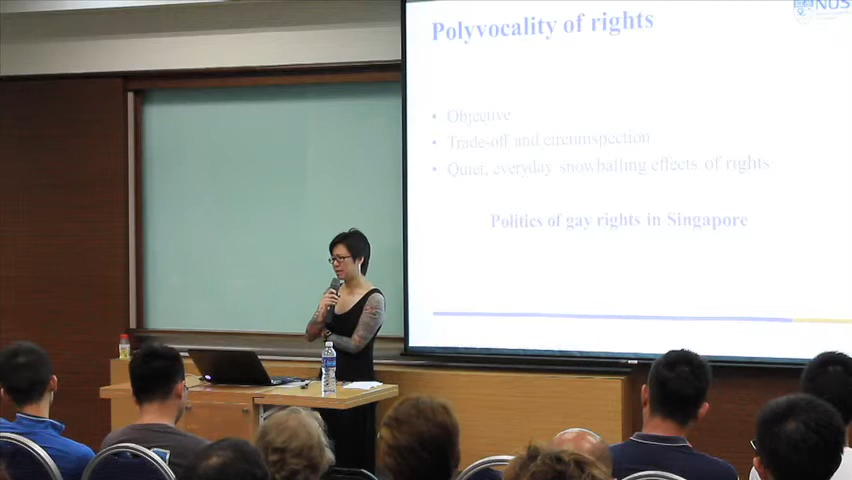 Polyvocality of rights
NUS
• Objective
• Trade-off and circumspection
• Quiet, everyday snowballing effects of rights
Politics of gay rights in Singapore